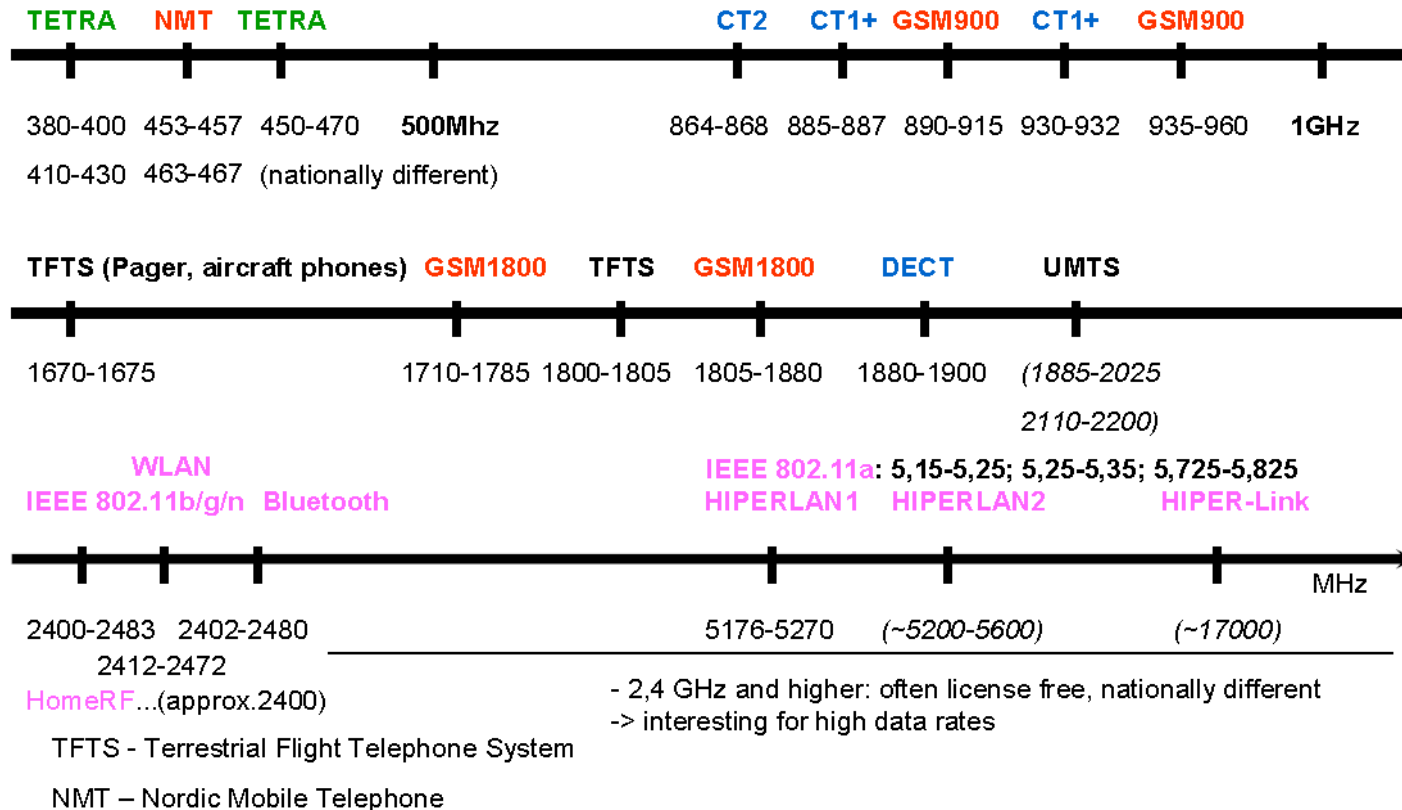 TETRA NMT TETRA CT2 CT1+ GSM900 CT1+ GSM900
380-400 453-457 450-470 500Mhz 864-868 885-887 890-915 930-932 935-960 1GHz
410-430 463-467 (nationally different)
TFTS (Pager, aircraft phones) GSM1800 TFTS GSM1800 DECT UMTS
1670-1675 1710-1785 1800-1805 1805-1880 1880-1900 (1885-2025
2110-2200)
WLAN IEEE 802.11a: 5,15-5,25; 5,25-5,35; 5,725-5,825
IEEE 802.11b/g/n Bluetooth HIPERLAN1 HIPERLAN2 HIPER-Link
MHz
2400-2483 2402-2480 5176-5270 (~5200-5600) (~17000)
2412-2472
HomeRF...(approx.2400) - 2,4 GHz and higher: often license free, nationally different
-> interesting for high data rates
TFTS - Terrestrial Flight Telephone System
NMT – Nordic Mobile Telephone